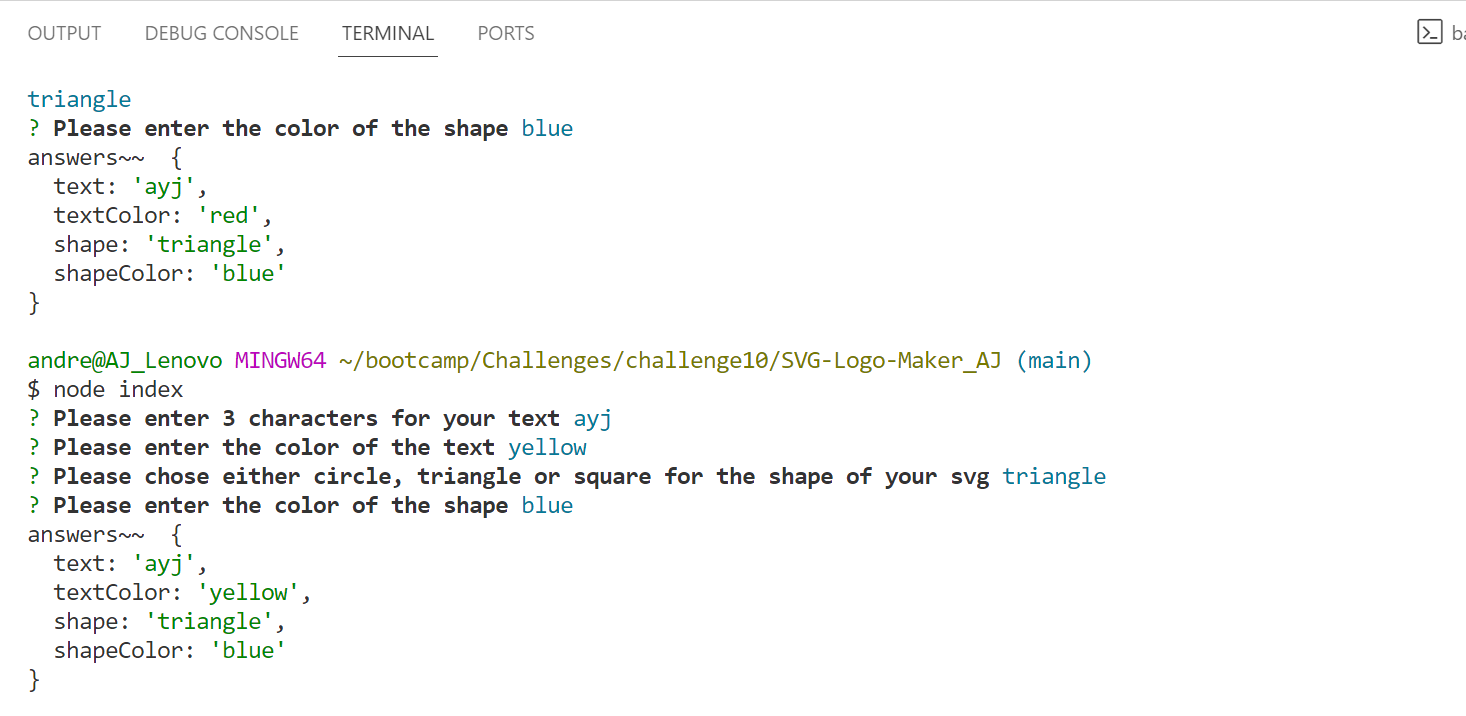 OUTPUT DEBUG CONSOLE TERMINAL PORTS
triangle
? Please enter the color of the shape blue
answers~~  {
  text: 'ayj',
  textColor: 'red',
  shape: 'triangle',
  shapeColor: 'blue'
}
andre@AJ_Lenovo MINGW64 ~/bootcamp/Challenges/challenge10/SVG-Logo-Maker_AJ (main)
$ node index
? Please enter 3 characters for your text ayj
? Please enter the color of the text yellow
? Please chose either circle, triangle or square for the shape of your svg triangle
? Please enter the color of the shape blue
answers~~  {
  text: 'ayj',
  textColor: 'yellow',
  shape: 'triangle',
  shapeColor: 'blue'
}